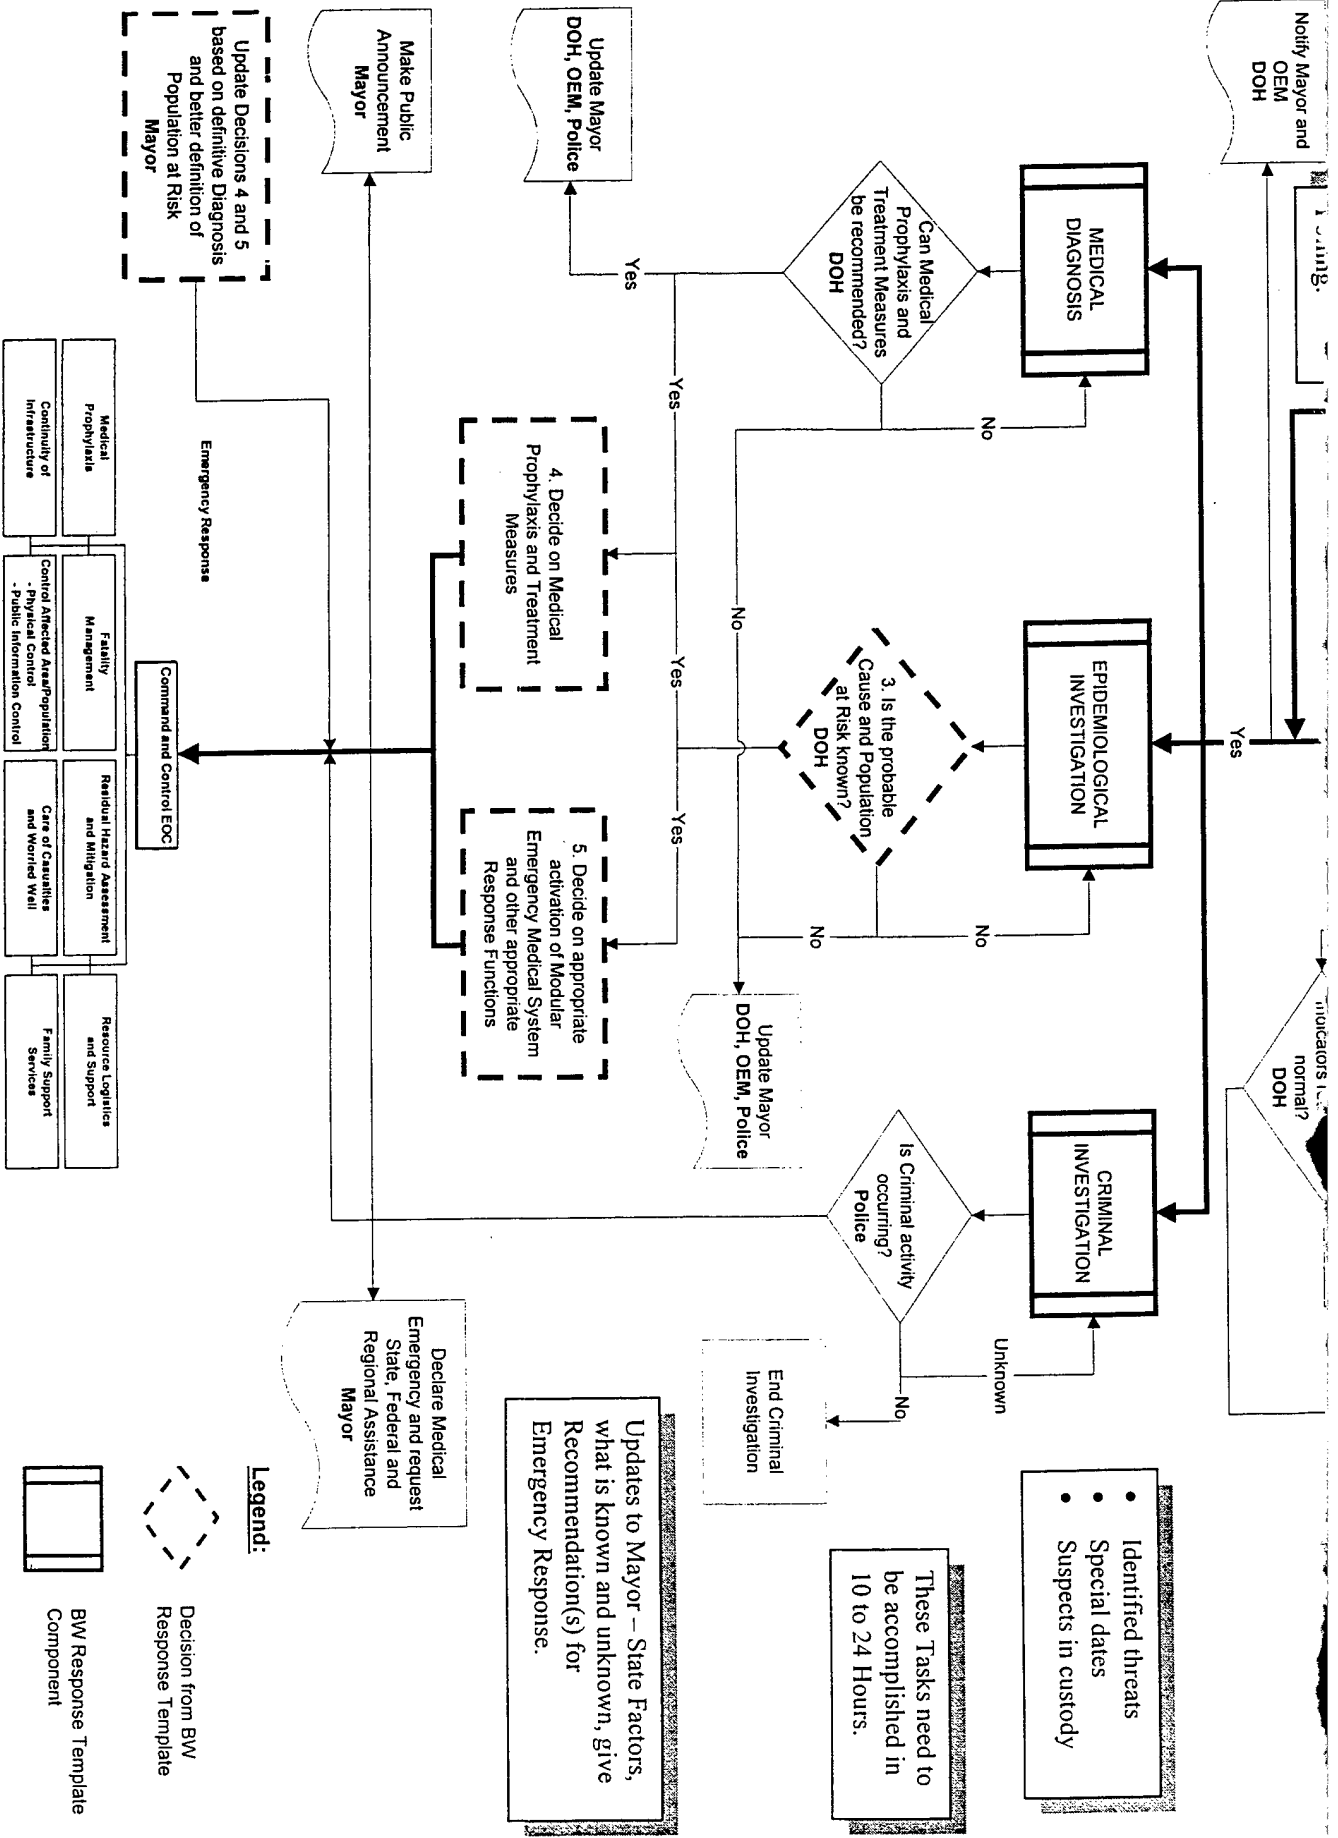 Notify Mayor and
OEM
DOH
normal?
DOH
Yes
MEDICAL
DIAGNOSIS
EPIDEMIOLOGICAL
INVESTIGATION
CRIMINAL
INVESTIGATION
• Identified threats
• Special dates
• Suspects in custody
No
No
Unknown
Can Medical
Prophylaxis and
Treatment Measures
be recommended?
DOH
3. Is the probable
Cause and Population
at Risk known?
DOH
Is Criminal activity
occurring?
Police
These Tasks need to
be accomplished in
10 to 24 Hours.
No
No
No
End Criminal
Investigation
Update Mayor
DOH, OEM, Police
Yes
Yes
Yes
Yes
Update Mayor
DOH, OEM, Police
4. Decide on Medical
Prophylaxis and Treatment
Measures
5. Decide on appropriate
activation of Modular
Emergency Medical System
and other appropriate
Response Functions
Updates to Mayor – State Factors,
what is known and unknown, give
Recommendation(s) for
Emergency Response.
Make Public
Announcement
Mayor
Declare Medical
Emergency and request
State, Federal and
Regional Assistance
Mayor
Update Decisions 4 and 5
based on definitive Diagnosis
and better definition of
Population at Risk
Mayor
Emergency Response
Command and Control EOC
Medical
Prophylaxis
Fatality
Management
Residual Hazard Assessment
and Mitigation
Resource Logistics
and Support
Continuity of
Infrastructure
Control Affected Area/Population
- Physical Control
- Public Information Control
Care of Casualties
and Worried Well
Family Support
Services
Legend:
Decision from BW
Response Template
BW Response Template
Component